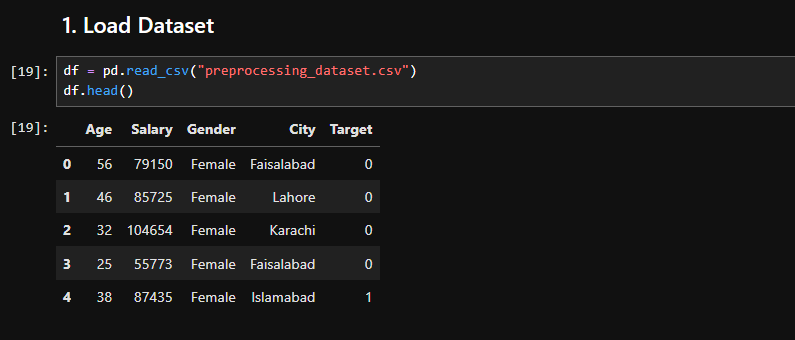 1. Load Dataset
[19]: df = pd.read_csv("preprocessing_dataset.csv")
df.head()
[19]: Age Salary Gender City Target
0 56 79150 Female Faisalabad 0
1 46 85725 Female Lahore 0
2 32 104654 Female Karachi 0
3 25 55773 Female Faisalabad 0
4 38 87435 Female Islamabad 1